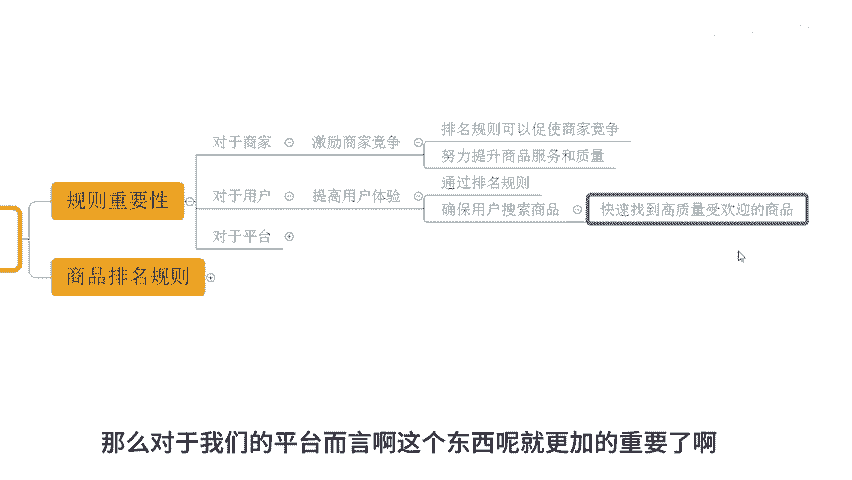 规则重要性
对于商家
激励商家竞争
排名规则可以促使商家竞争
努力提升商品服务和质量
对于用户
提高用户体验
通过排名规则
确保用户搜索商品
快速找到高质量受欢迎的商品
对于平台
商品排名规则
那么对于我们的平台而言啊这个东西呢就更加的重要了啊